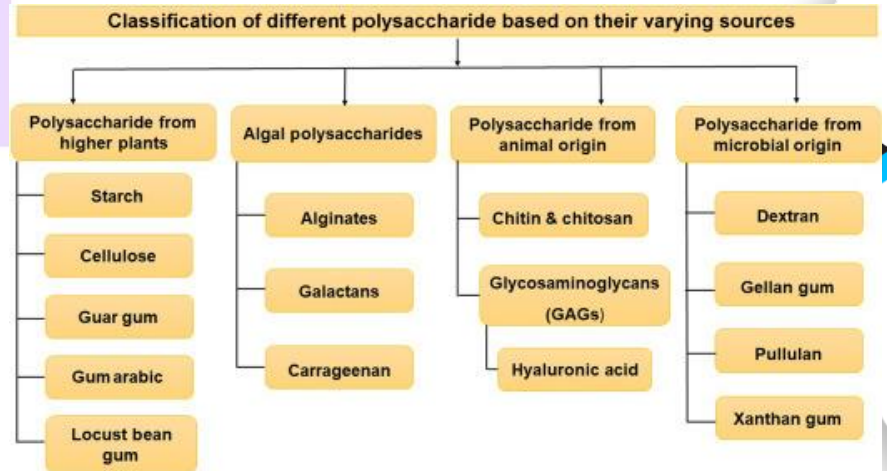 Classification of different polysaccharide based on their varying sources
Polysaccharide from
higher plants
Starch
Cellulose
Guar gum
Gum arabic
Locust bean
gum
Algal polysaccharides
Alginates
Galactans
Carrageenan
Polysaccharide from
animal origin
Chitin & chitosan
Glycosaminoglycans
(GAGs)
Hyaluronic acid
Polysaccharide from
microbial origin
Dextran
Gellan gum
Pullulan
Xanthan gum